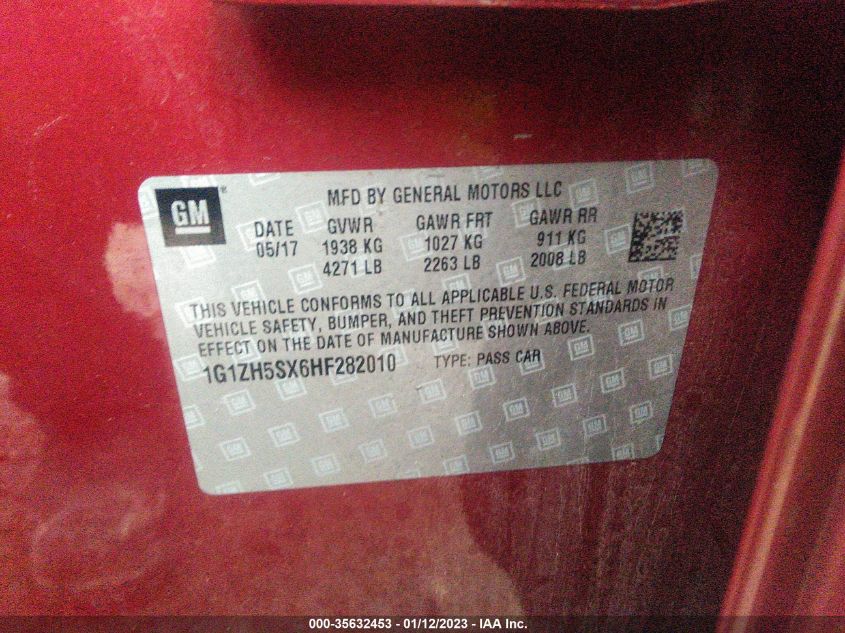 GM
MFD BY GENERAL MOTORS LLC
DATE GVWR GAWR FRT GAWR RR
05/17 1938 KG 1027 KG 911 KG
4271 LB 2263 LB 2008 LB
THIS VEHICLE CONFORMS TO ALL APPLICABLE U.S. FEDERAL MOTOR
VEHICLE SAFETY, BUMPER, AND THEFT PREVENTION STANDARDS IN
EFFECT ON THE DATE OF MANUFACTURE SHOWN ABOVE.
1G1ZH5SX6HF282010 TYPE: PASS CAR
000-35632453 - 01/12/2023 - IAA Inc.